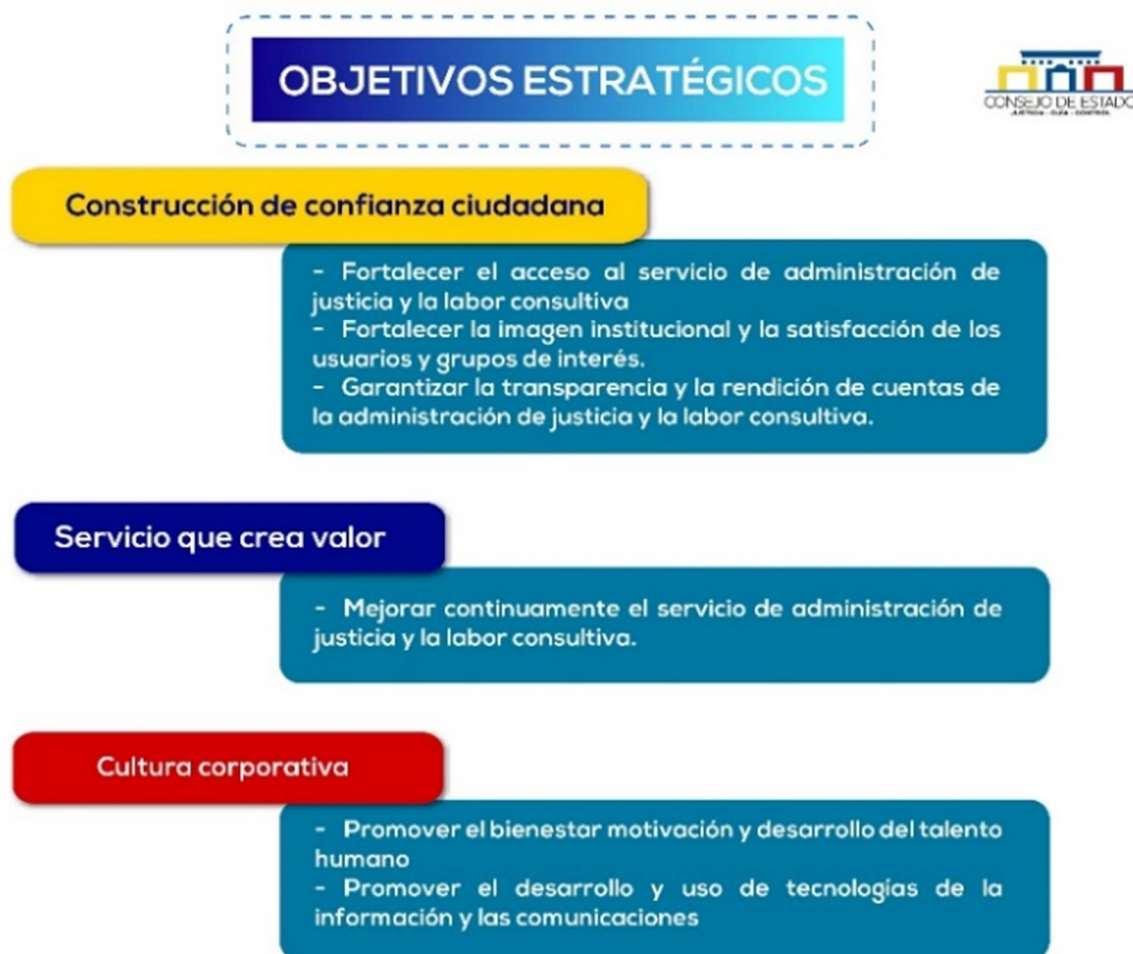 OBJETIVOS ESTRATÉGICOS
CONSEJO DE ESTADO
JUSTICIA - GUÍA - CONTROL
Construcción de confianza ciudadana
- Fortalecer el acceso al servicio de administración de
justicia y la labor consultiva
- Fortalecer la imagen institucional y la satisfacción de los
usuarios y grupos de interés.
- Garantizar la transparencia y la rendición de cuentas de
la administración de justicia y la labor consultiva.
Servicio que crea valor
- Mejorar continuamente el servicio de administración de
justicia y la labor consultiva.
Cultura corporativa
- Promover el bienestar motivación y desarrollo del talento
humano
- Promover el desarrollo y uso de tecnologías de la
información y las comunicaciones